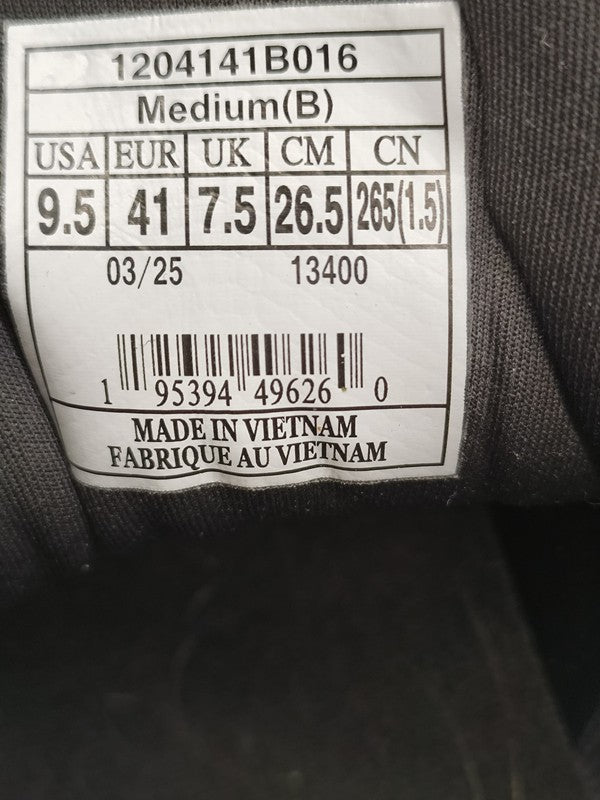 1204141B016
Medium(B)
USA EUR UK CM CN
9.5 41 7.5 26.5 265(1.5)
03/25 13400
1 95394 49626 0
MADE IN VIETNAM
FABRIQUE AU VIETNAM